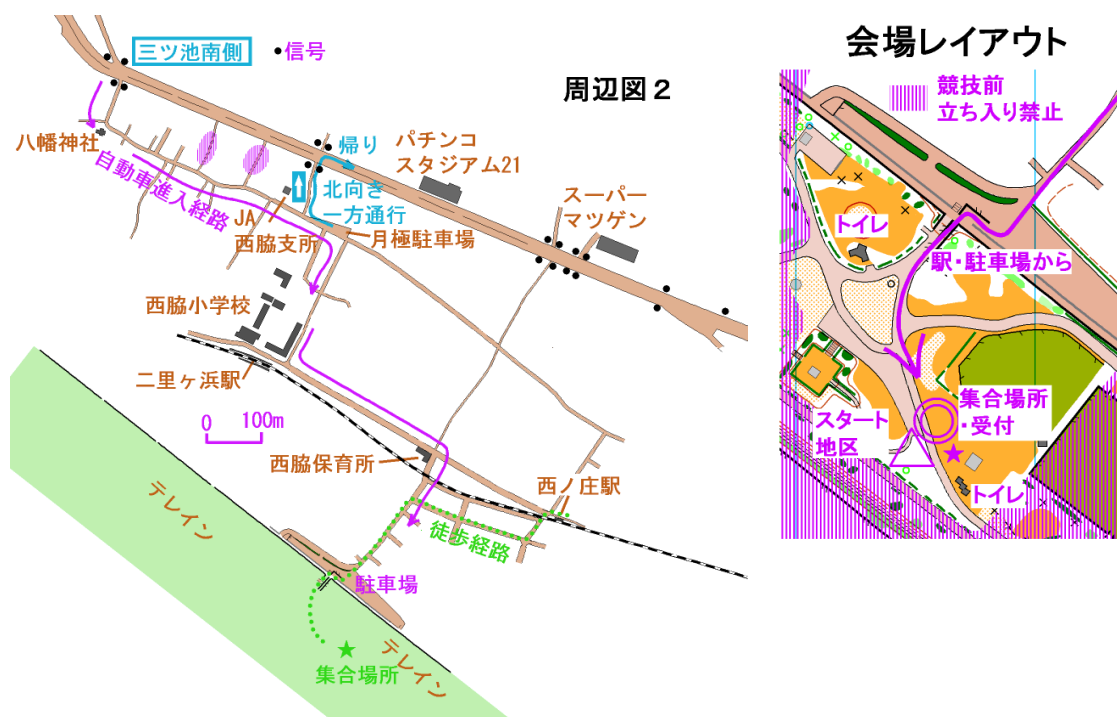 三ツ池南側
•信号
周辺図2
八幡神社
自動車進入経路
帰り
パチンコ
スタジアム21
北向き
一方通行
JA
西脇支所
月極駐車場
スーパー
マツゲン
西脇小学校
二里ヶ浜駅
0 100m
西脇保育所
西ノ庄駅
徒歩経路
テレイン
駐車場
テレイン
集合場所
会場レイアウト
競技前
立ち入り禁止
トイレ
駅・駐車場から
集合場所
・受付
スタート
地区
トイレ